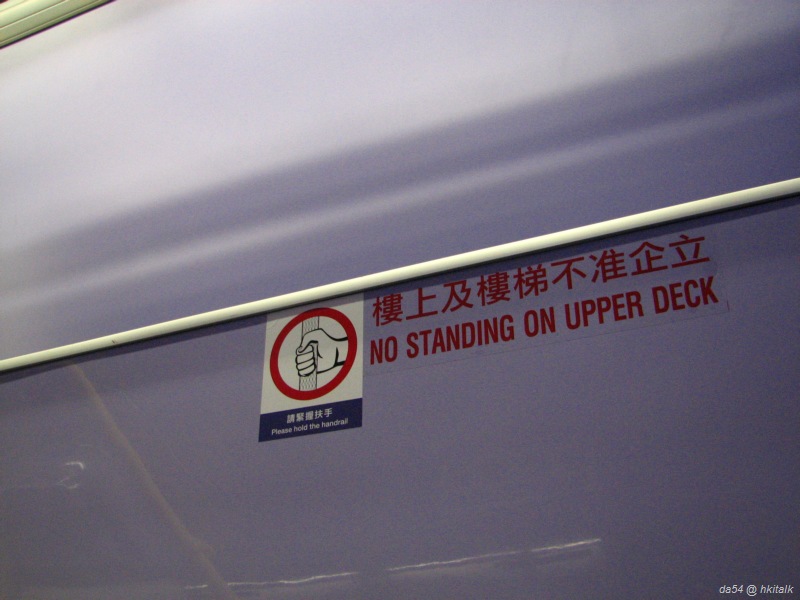 樓上及樓梯不准企立
NO STANDING ON UPPER DECK
請緊握扶手
Please hold the handrail
da54 @ hkitalk